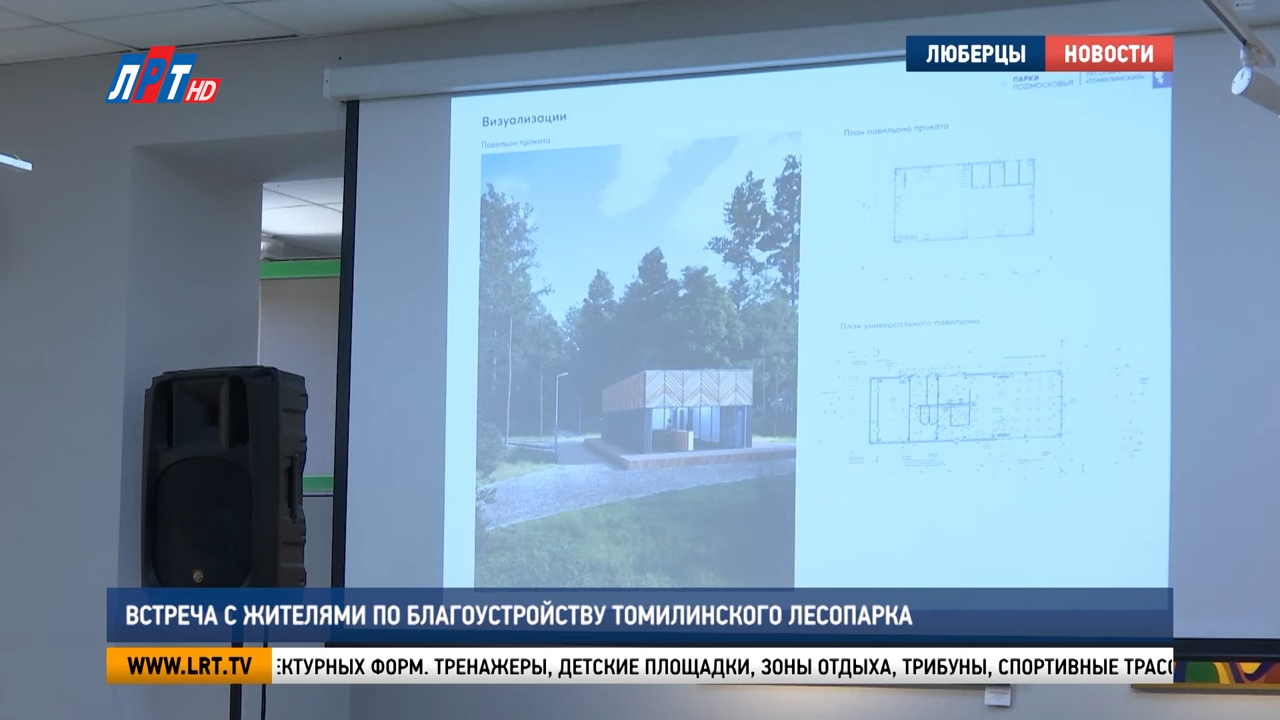 ЛРТ HD
ЛЮБЕРЦЫ НОВОСТИ
ПАРКИ
ПОДМОСКОВЬЯ
«ТОМИЛИНСКИЙ»
Визуализации
Павильон проката
План павильона проката
План универсального павильона
ВСТРЕЧА С ЖИТЕЛЯМИ ПО БЛАГОУСТРОЙСТВУ ТОМИЛИНСКОГО ЛЕСОПАРКА
WWW.LRT.TV
ЕКТУРНЫХ ФОРМ. ТРЕНАЖЕРЫ, ДЕТСКИЕ ПЛОЩАДКИ, ЗОНЫ ОТДЫХА, ТРИБУНЫ, СПОРТИВНЫЕ ТРАСС